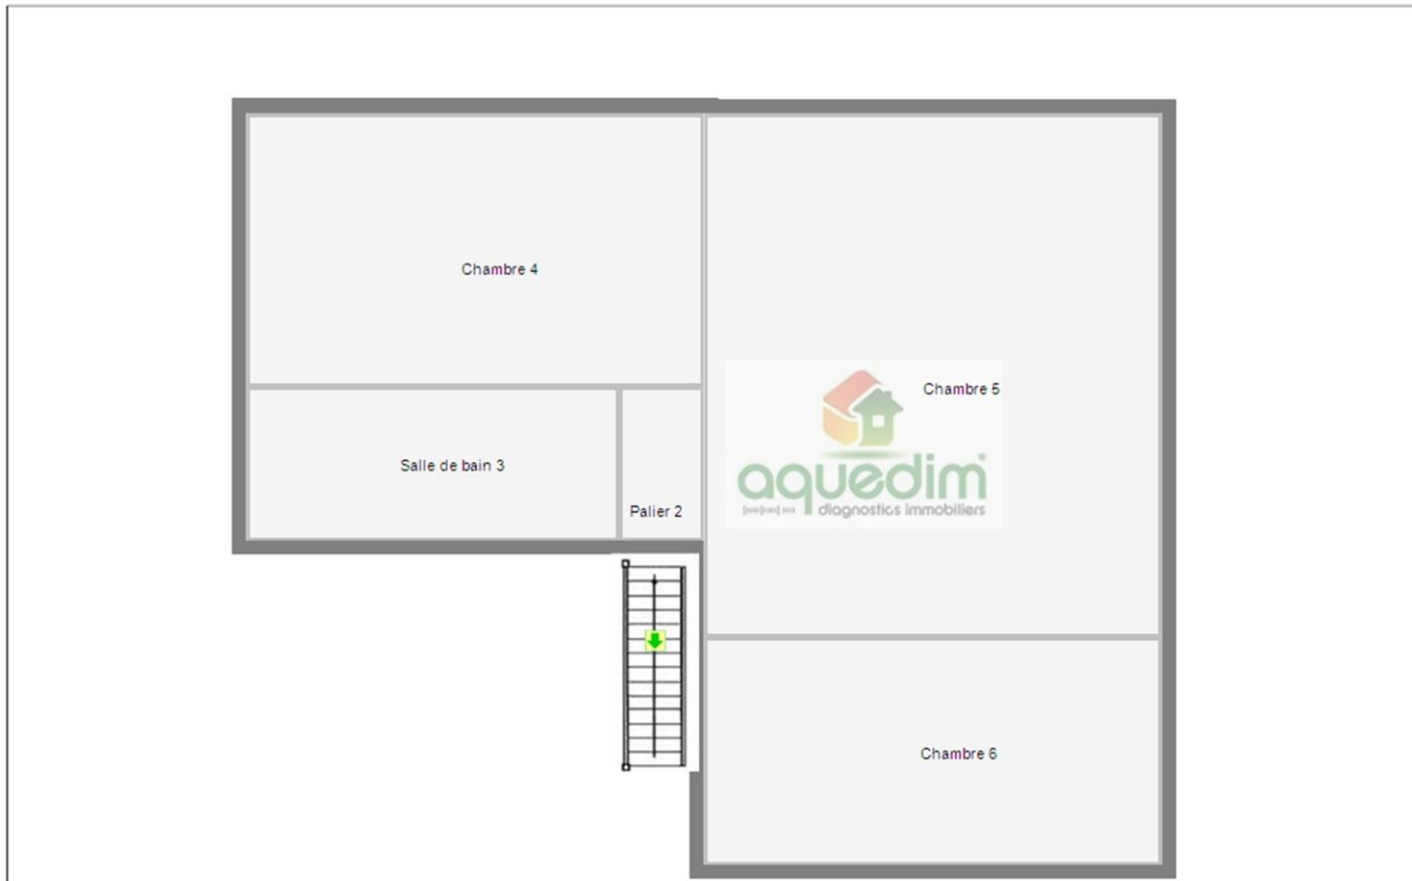 Chambre 4
Chambre 5
aquedim
diagnostics immobiliers
Salle de bain 3
Palier 2
Chambre 6